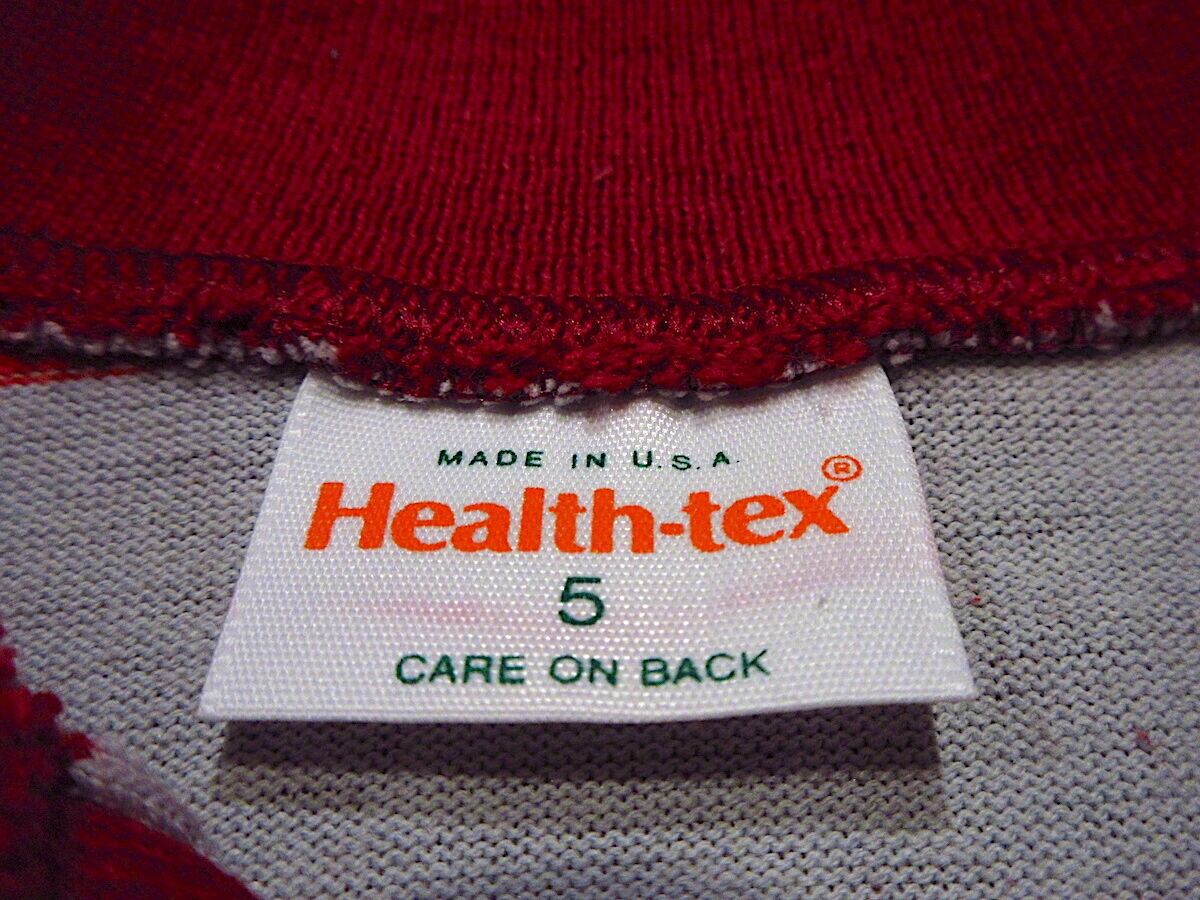 MADE IN U.S.A.
Health-tex®
5
CARE ON BACK